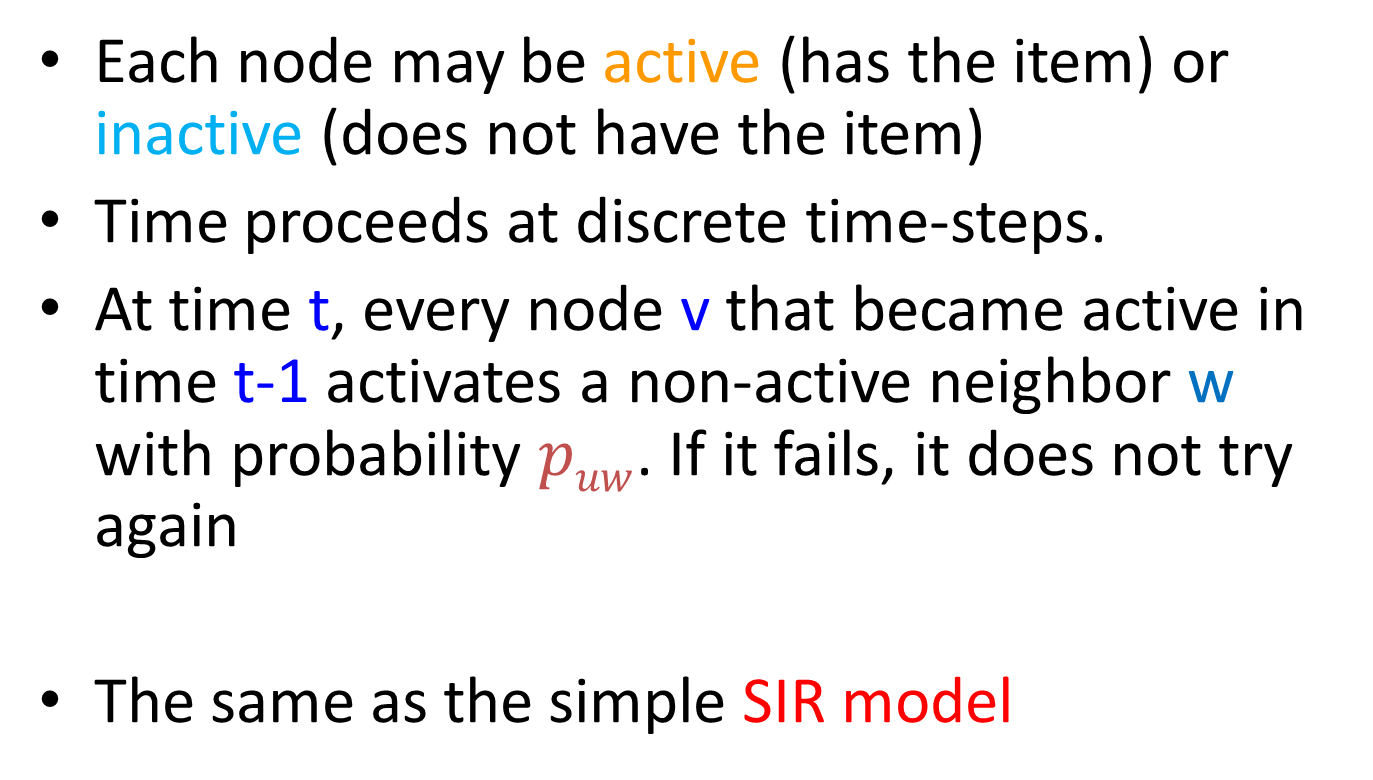 • Each node may be active (has the item) or
inactive (does not have the item)
• Time proceeds at discrete time-steps.
• At time t, every node v that became active in
time t-1 activates a non-active neighbor w
with probability p_{uw}. If it fails, it does not try
again
• The same as the simple SIR model